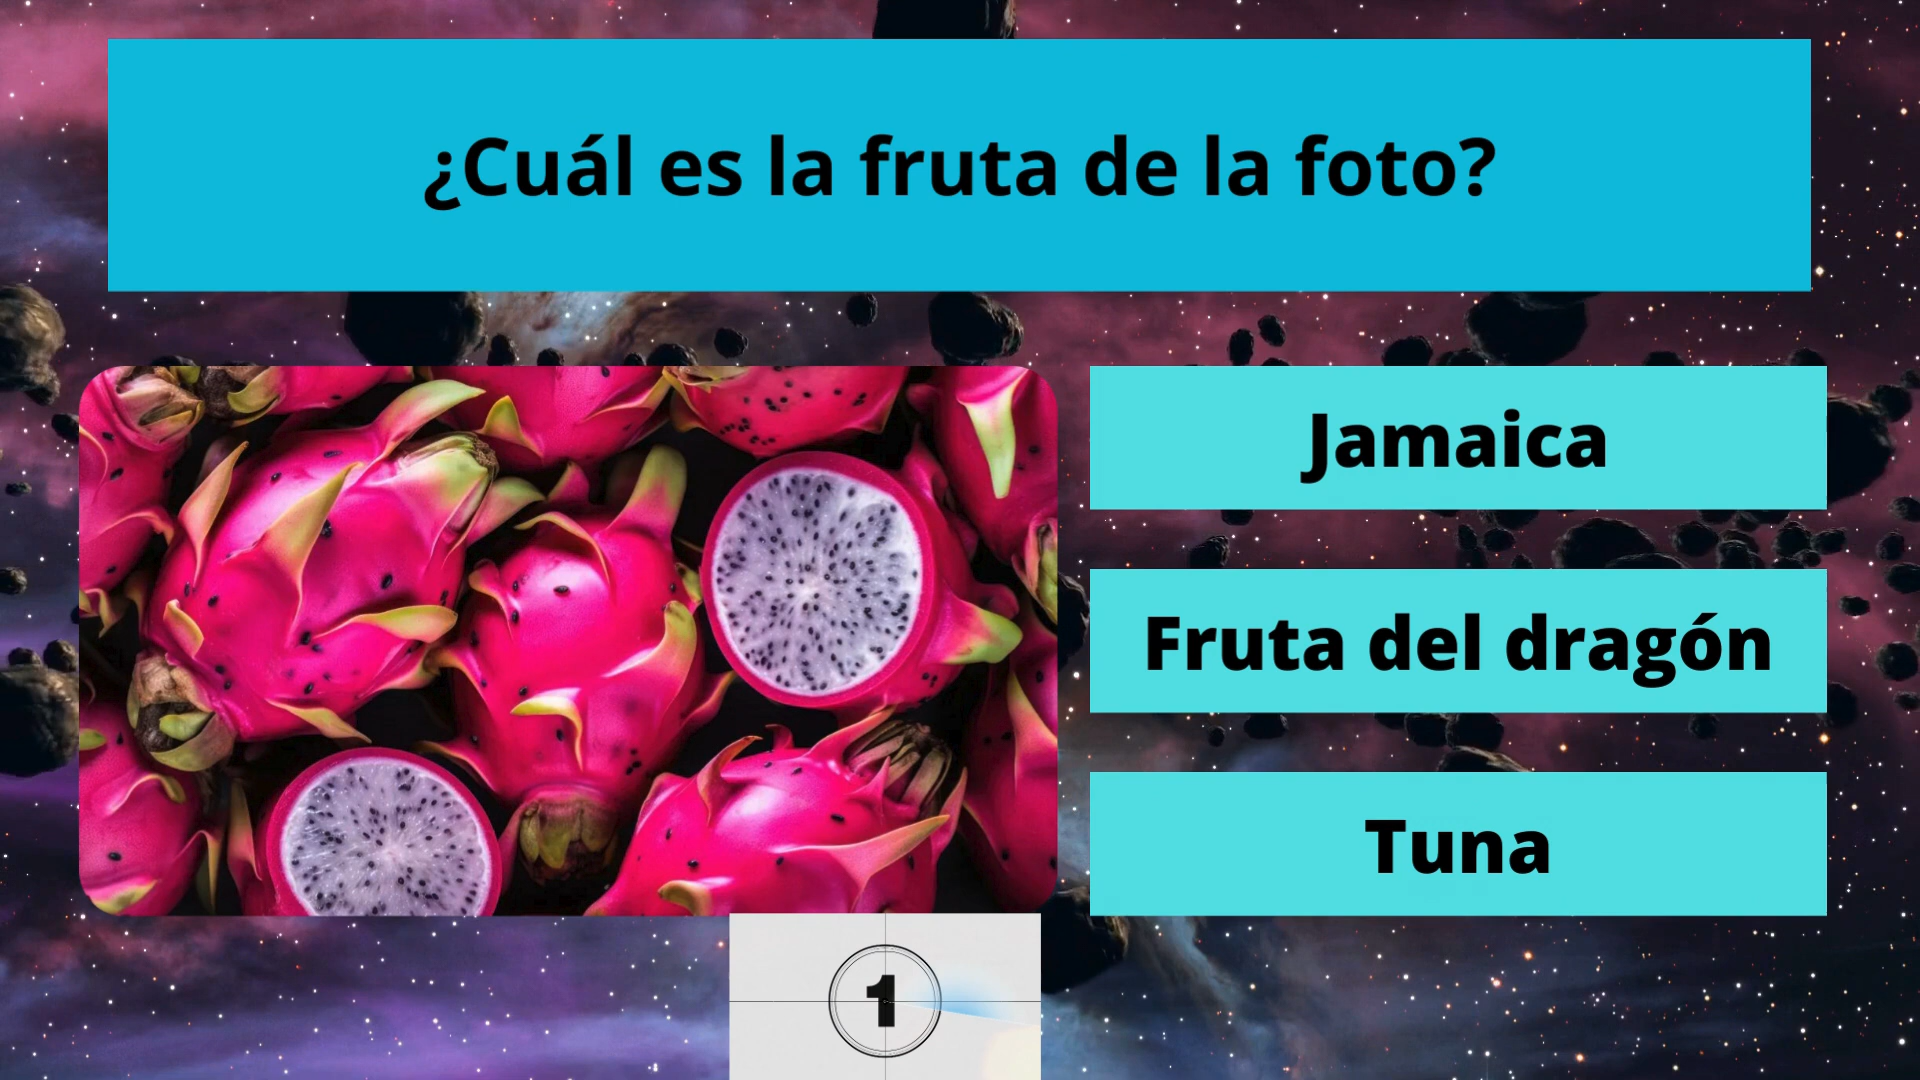 ¿Cuál es la fruta de la foto?
Jamaica
Fruta del dragón
Tuna
1